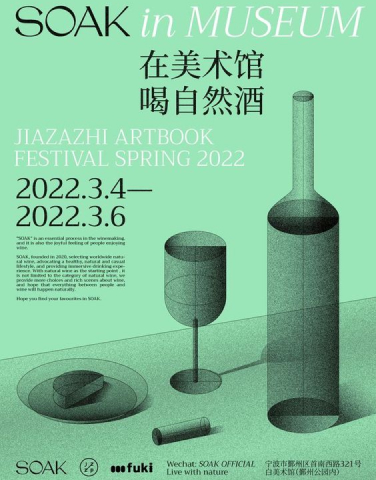 SOAK in MUSEUM
在美术馆
喝自然酒
JIAZAZHI ARTBOOK
FESTIVAL SPRING 2022
2022.3.4—
2022.3.6
"SOAK" is an essential process in the winemaking,
and it is also the joyful feeling of people enjoying
wine.
SOAK, founded in 2020, selecting worldwide natu-
ral wine, advocating a healthy, natural and casual
lifestyle, and providing immersive drinking expe-
rience. With natural wine as the starting point, it
is not limited to the category of natural wine, we
provide more choices and rich scenes about wine,
and hope that everything between people and
wine will happen naturally.
Hope you find your favourites in SOAK.
SOAK
fuki
Wechat: SOAK OFFICIAL
Live with nature
宁波市鄞州区首南西路321号
白美术馆(鄞州公园内)